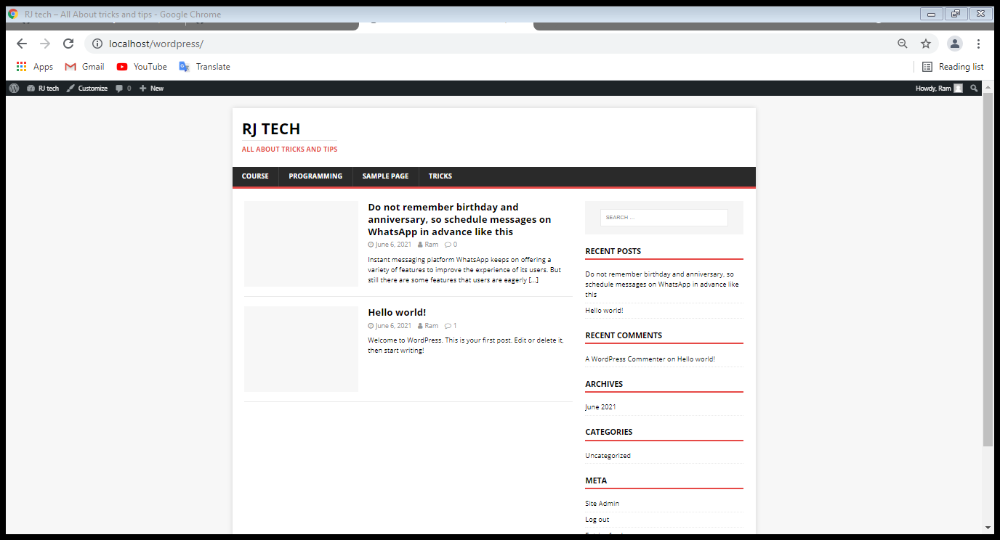 RJ tech – All About tricks and tips - Google Chrome
localhost/wordpress/
Apps Gmail YouTube Translate Reading list
RJ tech Customize 0 New Howdy, Ram
RJ TECH
ALL ABOUT TRICKS AND TIPS
COURSE PROGRAMMING SAMPLE PAGE TRICKS
Do not remember birthday and
anniversary, so schedule messages on
WhatsApp in advance like this
June 6, 2021 Ram 0
Instant messaging platform WhatsApp keeps on offering a
variety of features to improve the experience of its users. But
still there are some features that users are eagerly [...]
Hello world!
June 6, 2021 Ram 1
Welcome to WordPress. This is your first post. Edit or delete it,
then start writing!
SEARCH ...
RECENT POSTS
Do not remember birthday and anniversary, so
schedule messages on WhatsApp in advance like
this
Hello world!
RECENT COMMENTS
A WordPress Commenter on Hello world!
ARCHIVES
June 2021
CATEGORIES
Uncategorized
META
Site Admin
Log out